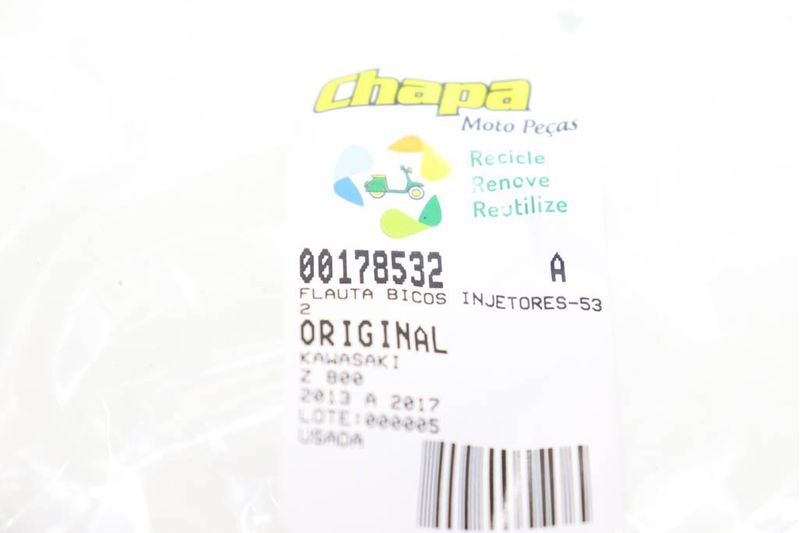 Chapa
Moto Peças
Recicle
Renove
Reutilize
00178532 A
FLAUTA BICOS INJETORES-53
2
ORIGINAL
KAWASAKI
Z 800
2013 A 2017
LOTE:000005
USADA